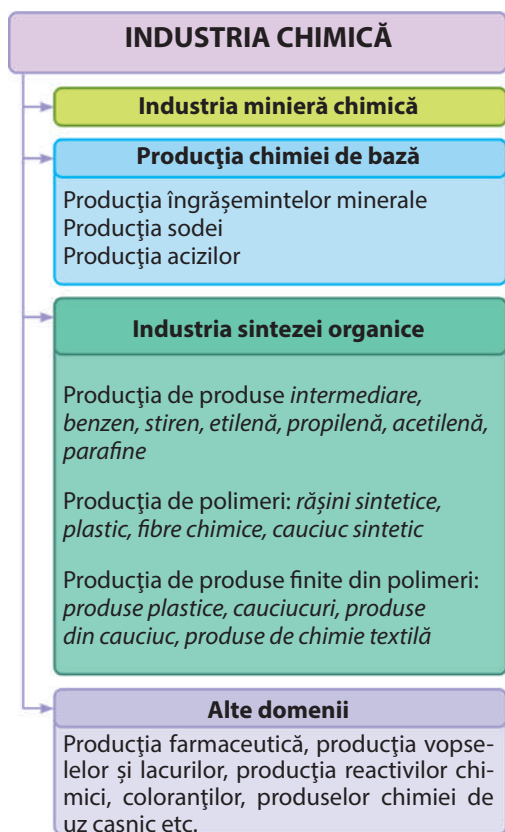 INDUSTRIA CHIMICĂ
Industria minieră chimică
Producţia chimiei de bază
Producţia îngrășemintelor minerale
Producţia sodei
Producţia acizilor
Industria sintezei organice
Producţia de produse intermediare,
benzen, stiren, etilenă, propilenă, acetilenă,
parafine
Producţia de polimeri: rășini sintetice,
plastic, fibre chimice, cauciuc sintetic
Producţia de produse finite din polimeri:
produse plastice, cauciucuri, produse
din cauciuc, produse de chimie textilă
Alte domenii
Producţia farmaceutică, producţia vopse-
lelor și lacurilor, producţia reactivilor chi-
mici, coloranţilor, produselor chimiei de
uz casnic etc.